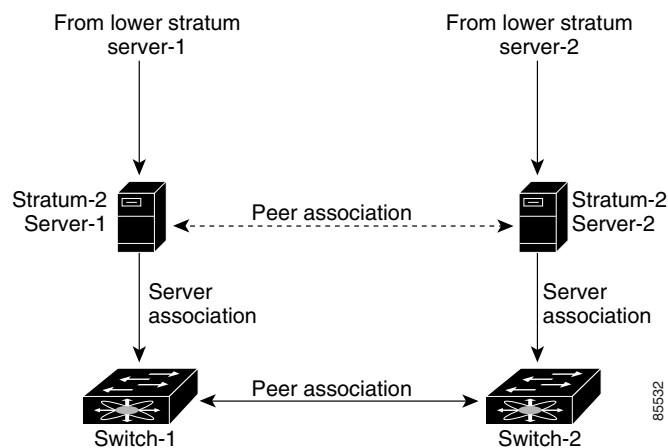 From lower stratum
server-1
From lower stratum
server-2
Stratum-2
Server-1
Peer association
Stratum-2
Server-2
Server
association
Server
association
Peer association
Switch-1
Switch-2
85532